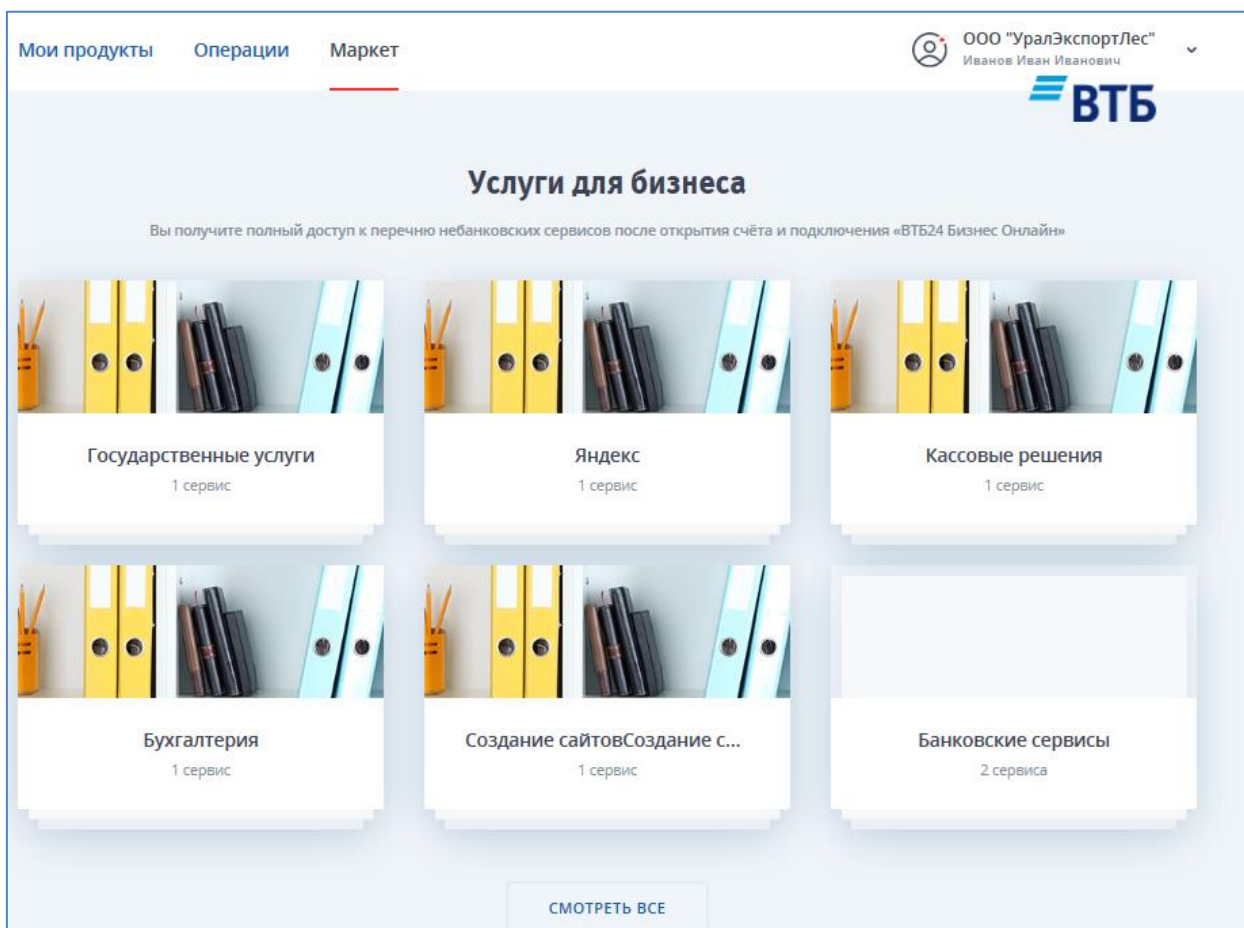 Мои продукты Операции Маркет ООО "УралЭкспортЛес"
Иванов Иван Иванович
ВТБ
Услуги для бизнеса
Вы получите полный доступ к перечню небанковских сервисов после открытия счёта и подключения «ВТБ24 Бизнес Онлайн»
Государственные услуги
1 сервис
Яндекс
1 сервис
Кассовые решения
1 сервис
Бухгалтерия
1 сервис
Создание сайтовСоздание с...
1 сервис
Банковские сервисы
2 сервиса
СМОТРЕТЬ ВСЕ